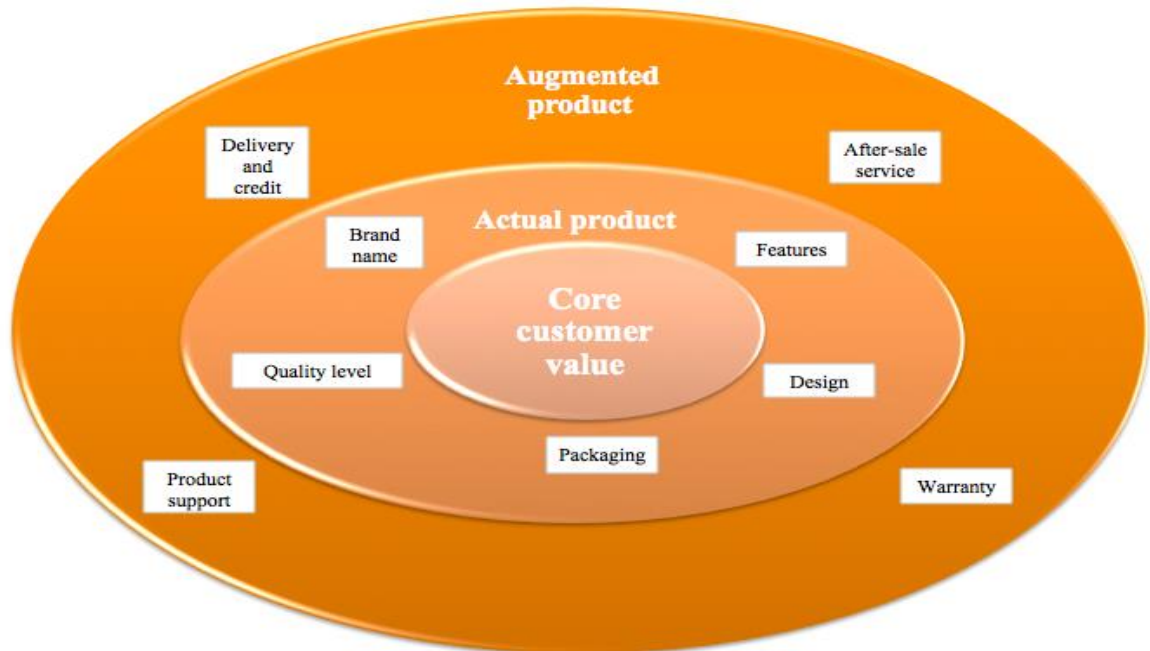 Augmented
product
Delivery
and
credit
After-sale
service
Actual product
Brand
name
Features
Core
customer
value
Quality level
Design
Packaging
Product
support
Warranty